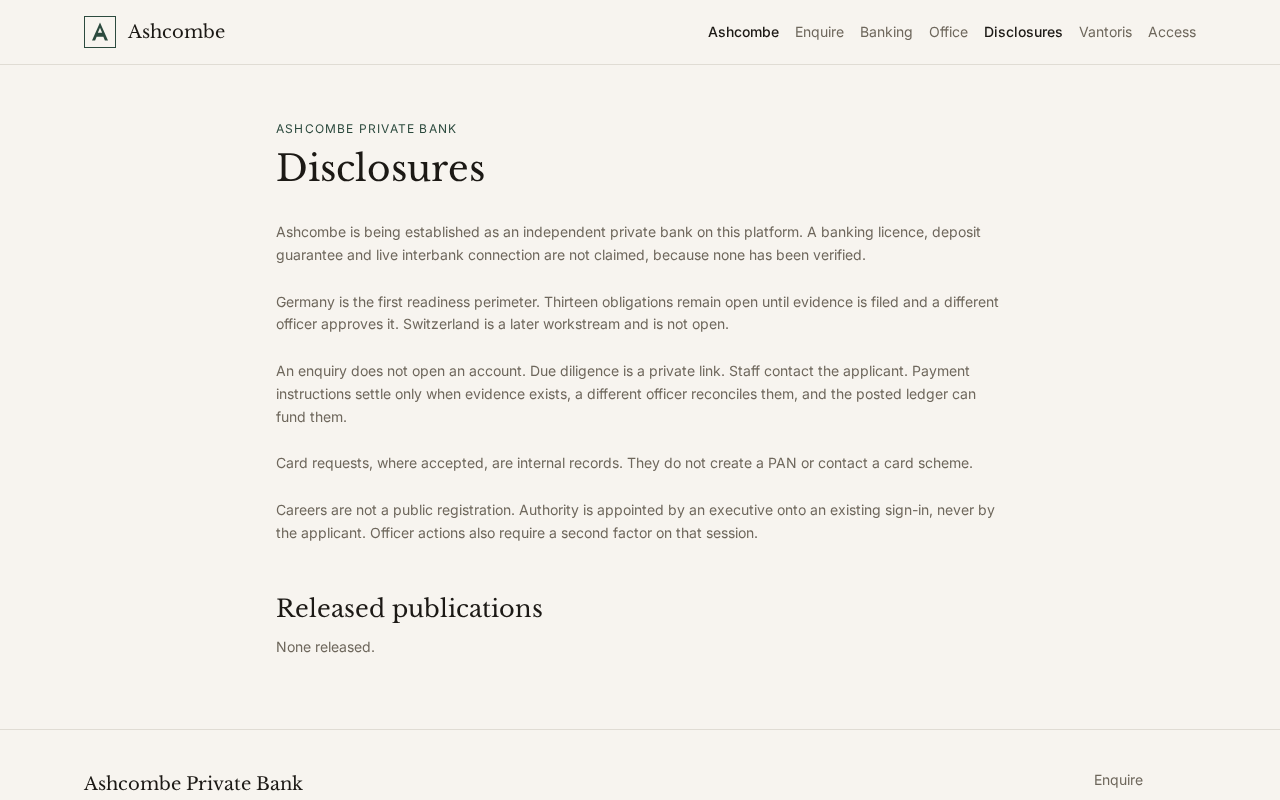 A Ashcombe
Ashcombe Enquire Banking Office Disclosures Vantoris Access
ASHCOMBE PRIVATE BANK
Disclosures
Ashcombe is being established as an independent private bank on this platform. A banking licence, deposit
guarantee and live interbank connection are not claimed, because none has been verified.
Germany is the first readiness perimeter. Thirteen obligations remain open until evidence is filed and a different
officer approves it. Switzerland is a later workstream and is not open.
An enquiry does not open an account. Due diligence is a private link. Staff contact the applicant. Payment
instructions settle only when evidence exists, a different officer reconciles them, and the posted ledger can
fund them.
Card requests, where accepted, are internal records. They do not create a PAN or contact a card scheme.
Careers are not a public registration. Authority is appointed by an executive onto an existing sign-in, never by
the applicant. Officer actions also require a second factor on that session.
Released publications
None released.
Ashcombe Private Bank
Enquire